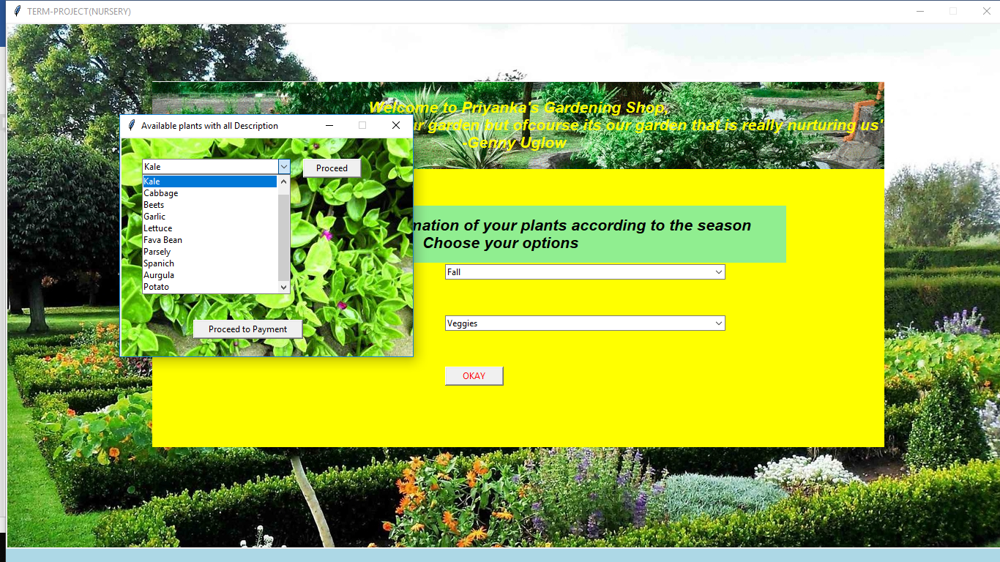 TERM-PROJECT(NURSERY)
Welcome to Priyanka's Gardening Shop,
ur garden but ofcourse its our garden that is really nurturing us'
-Genny Uglow
Available plants with all Description
Kale
Proceed
Kale
Cabbage
Beets
Garlic
Lettuce
Fava Bean
Parsely
Spanich
Aurgula
Potato
Proceed to Payment
mation of your plants according to the season
Choose your options
Fall
Veggies
OKAY